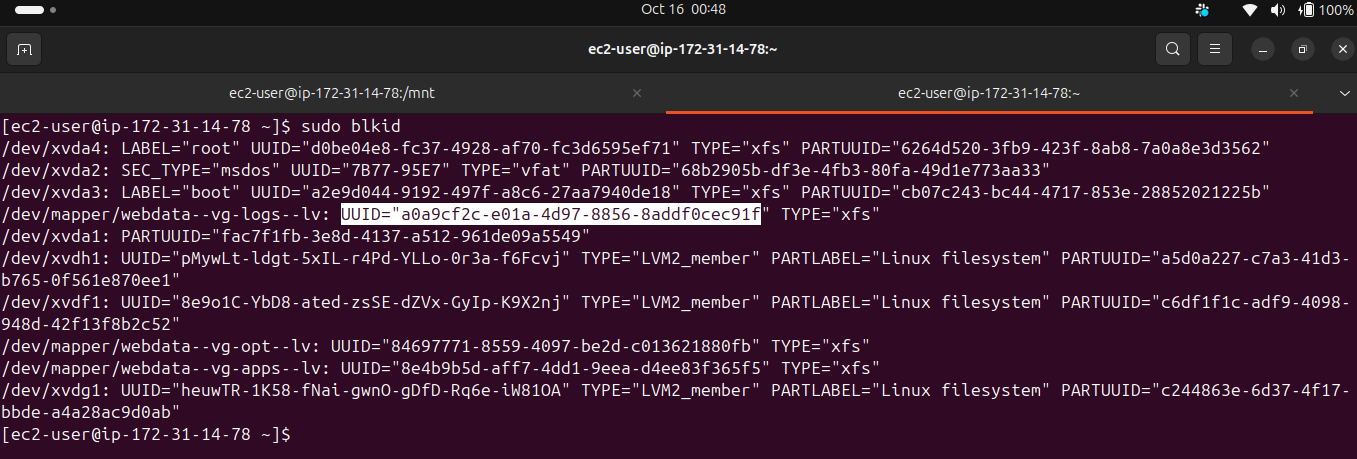 Oct 16 00:48
100%
ec2-user@ip-172-31-14-78:~
ec2-user@ip-172-31-14-78:/mnt
ec2-user@ip-172-31-14-78:~
[ec2-user@ip-172-31-14-78 ~]$ sudo blkid
/dev/xvda4: LABEL="root" UUID="d0be04e8-fc37-4928-af70-fc3d6595ef71" TYPE="xfs" PARTUUID="6264d520-3fb9-423f-8ab8-7a0a8e3d3562"
/dev/xvda2: SEC_TYPE="msdos" UUID="7B77-95E7" TYPE="vfat" PARTUUID="68b2905b-df3e-4fb3-80fa-49d1e773aa33"
/dev/xvda3: LABEL="boot" UUID="a2e9d044-9192-497f-a8c6-27aa7940de18" TYPE="xfs" PARTUUID="cb07c243-bc44-4717-853e-28852021225b"
/dev/mapper/webdata--vg-logs--lv: UUID="a0a9cf2c-e01a-4d97-8856-8addf0cec91f" TYPE="xfs"
/dev/xvda1: PARTUUID="fac7f1fb-3e8d-4137-a512-961de09a5549"
/dev/xvdh1: UUID="pMywLt-ldgt-5xIL-r4Pd-YLLo-0r3a-f6Fcvj" TYPE="LVM2_member" PARTLABEL="Linux filesystem" PARTUUID="a5d0a227-c7a3-41d3-
b765-0f561e870ee1"
/dev/xvdf1: UUID="8e9o1C-YbD8-ated-zsSE-dZVx-GyIp-K9X2nj" TYPE="LVM2_member" PARTLABEL="Linux filesystem" PARTUUID="c6df1f1c-adf9-4098-
948d-42f13f8b2c52"
/dev/mapper/webdata--vg-opt--lv: UUID="84697771-8559-4097-be2d-c013621880fb" TYPE="xfs"
/dev/mapper/webdata--vg-apps--lv: UUID="8e4b9b5d-aff7-4dd1-9eea-d4ee83f365f5" TYPE="xfs"
/dev/xvdg1: UUID="heuwTR-1K58-fNai-gwnO-gDfD-Rq6e-iW81OA" TYPE="LVM2_member" PARTLABEL="Linux filesystem" PARTUUID="c244863e-6d37-4f17-
bbde-a4a28ac9d0ab"
[ec2-user@ip-172-31-14-78 ~]$